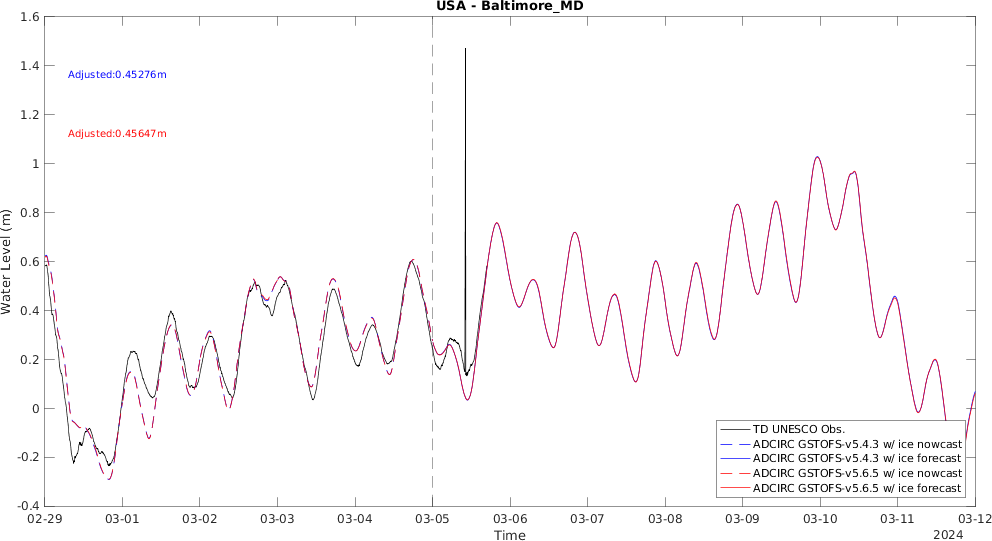 USA - Baltimore_MD
1.6
1.4
1.2
1
0.8
0.6
0.4
0.2
0
-0.2
-0.4
Water Level (m)
Adjusted:0.45276m
Adjusted:0.45647m
TD UNESCO Obs.
ADCIRC GSTOFS-v5.4.3 w/ ice nowcast
ADCIRC GSTOFS-v5.4.3 w/ ice forecast
ADCIRC GSTOFS-v5.6.5 w/ ice nowcast
ADCIRC GSTOFS-v5.6.5 w/ ice forecast
02-29 03-01 03-02 03-03 03-04 03-05 03-06 03-07 03-08 03-09 03-10 03-11 03-12
Time
2024